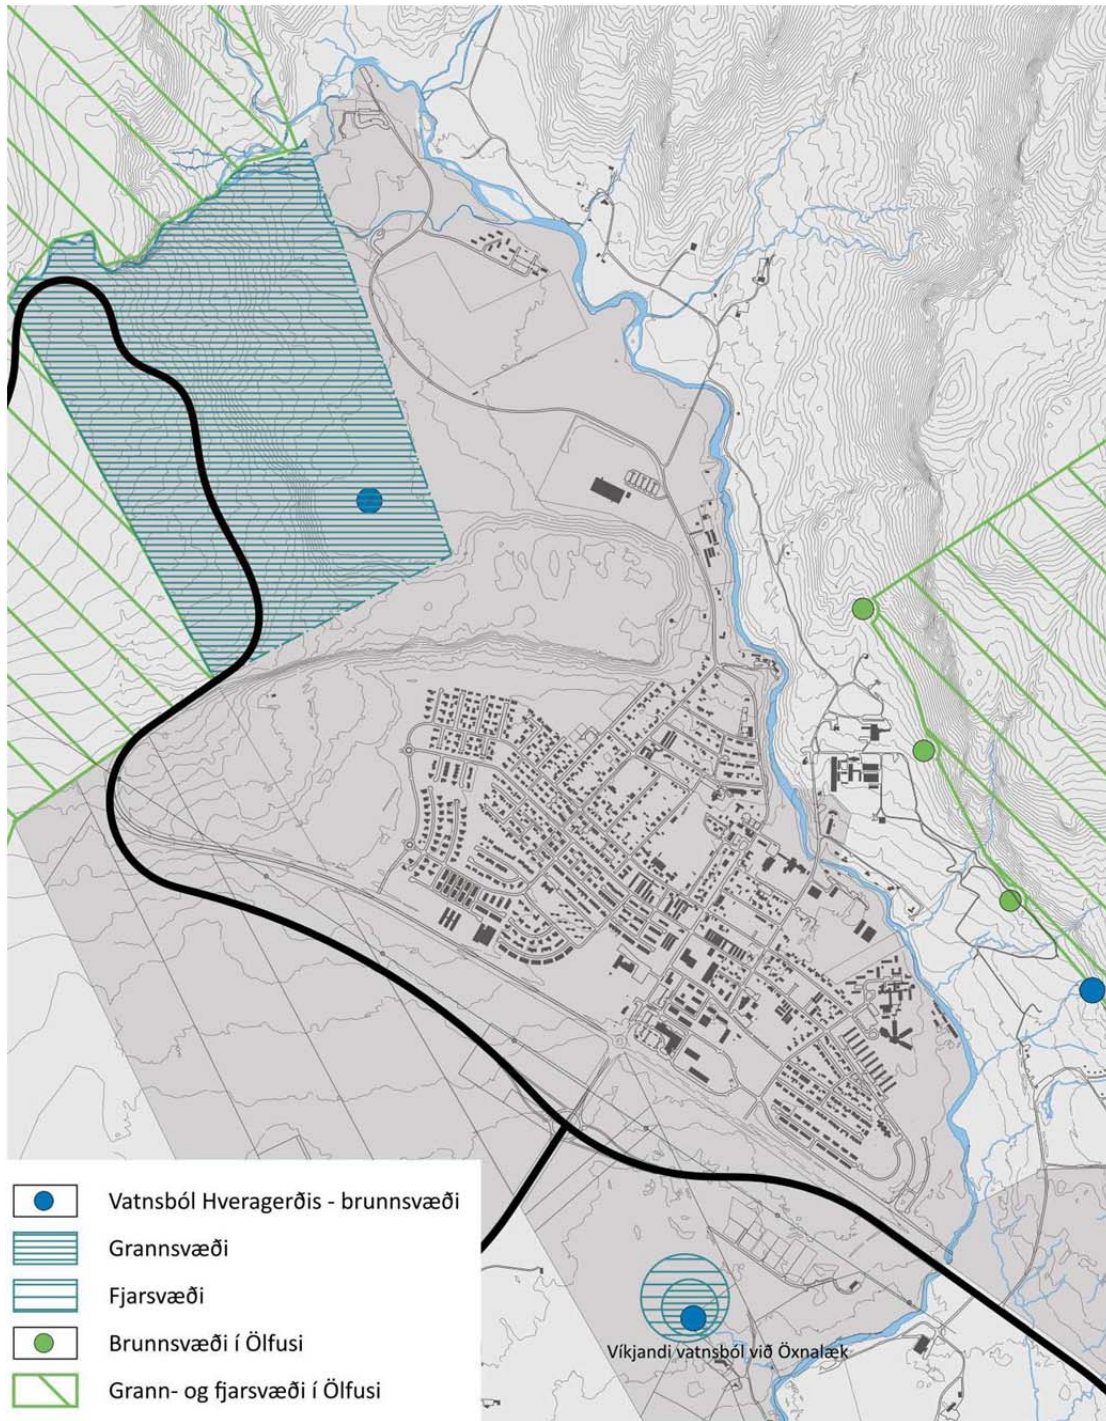 Vatnsból Hveragerðis - brunnsvæði
Grannsvæði
Fjarsvæði
Brunnsvæði í Ölfusi
Grann- og fjarsvæði í Ölfusi
Víkjandi vatnsból við Öxnalæk